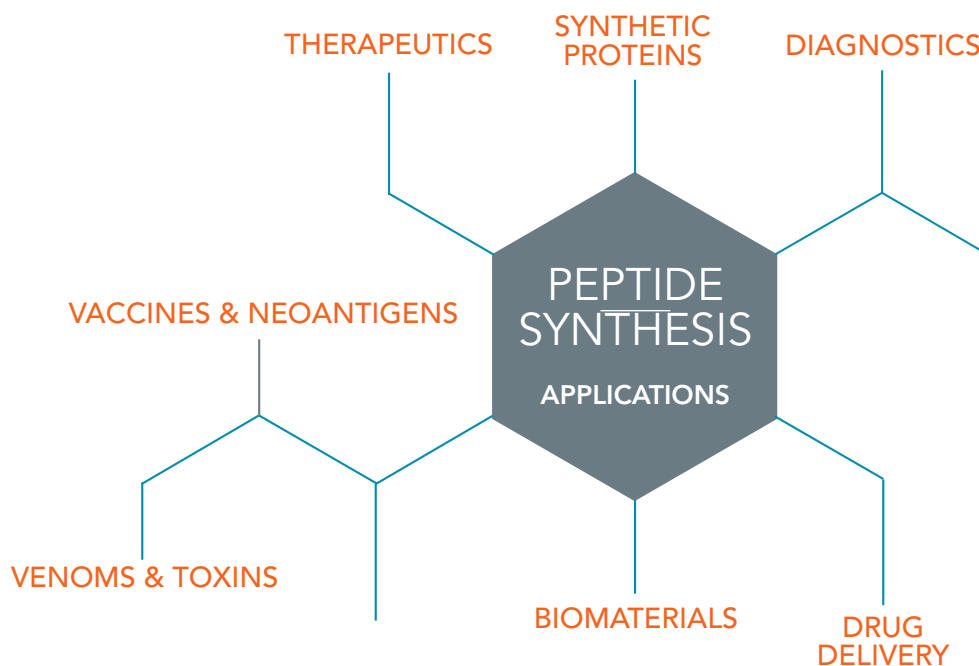 THERAPEUTICS
SYNTHETIC
PROTEINS
DIAGNOSTICS
PEPTIDE
SYNTHESIS
APPLICATIONS
VACCINES & NEOANTIGENS
VENOMS & TOXINS
BIOMATERIALS
DRUG
DELIVERY